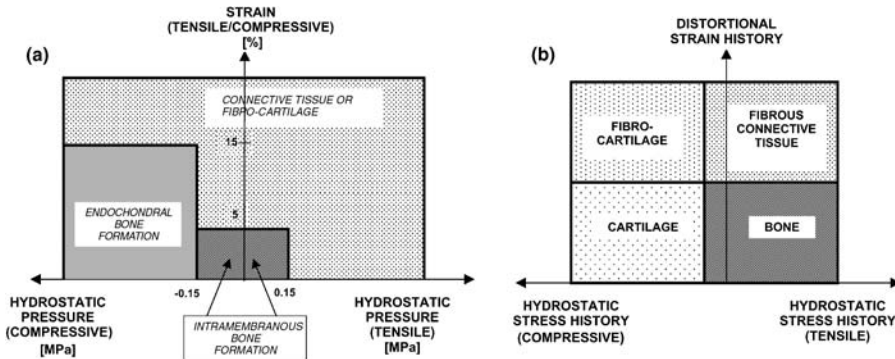 (a)
STRAIN
(TENSILE/COMPRESSIVE)
[%]
CONNECTIVE TISSUE OR
FIBRO-CARTILAGE
15
ENDOCHONDRAL
BONE
FORMATION
5
-0.15
0.15
HYDROSTATIC
PRESSURE
(COMPRESSIVE)
[MPa]
INTRAMEMBRANOUS
BONE
FORMATION
HYDROSTATIC
PRESSURE
(TENSILE)
[MPa]
(b)
DISTORTIONAL
STRAIN HISTORY
FIBRO-
CARTILAGE
FIBROUS
CONNECTIVE
TISSUE
CARTILAGE
BONE
HYDROSTATIC
STRESS HISTORY
(COMPRESSIVE)
HYDROSTATIC
STRESS HISTORY
(TENSILE)